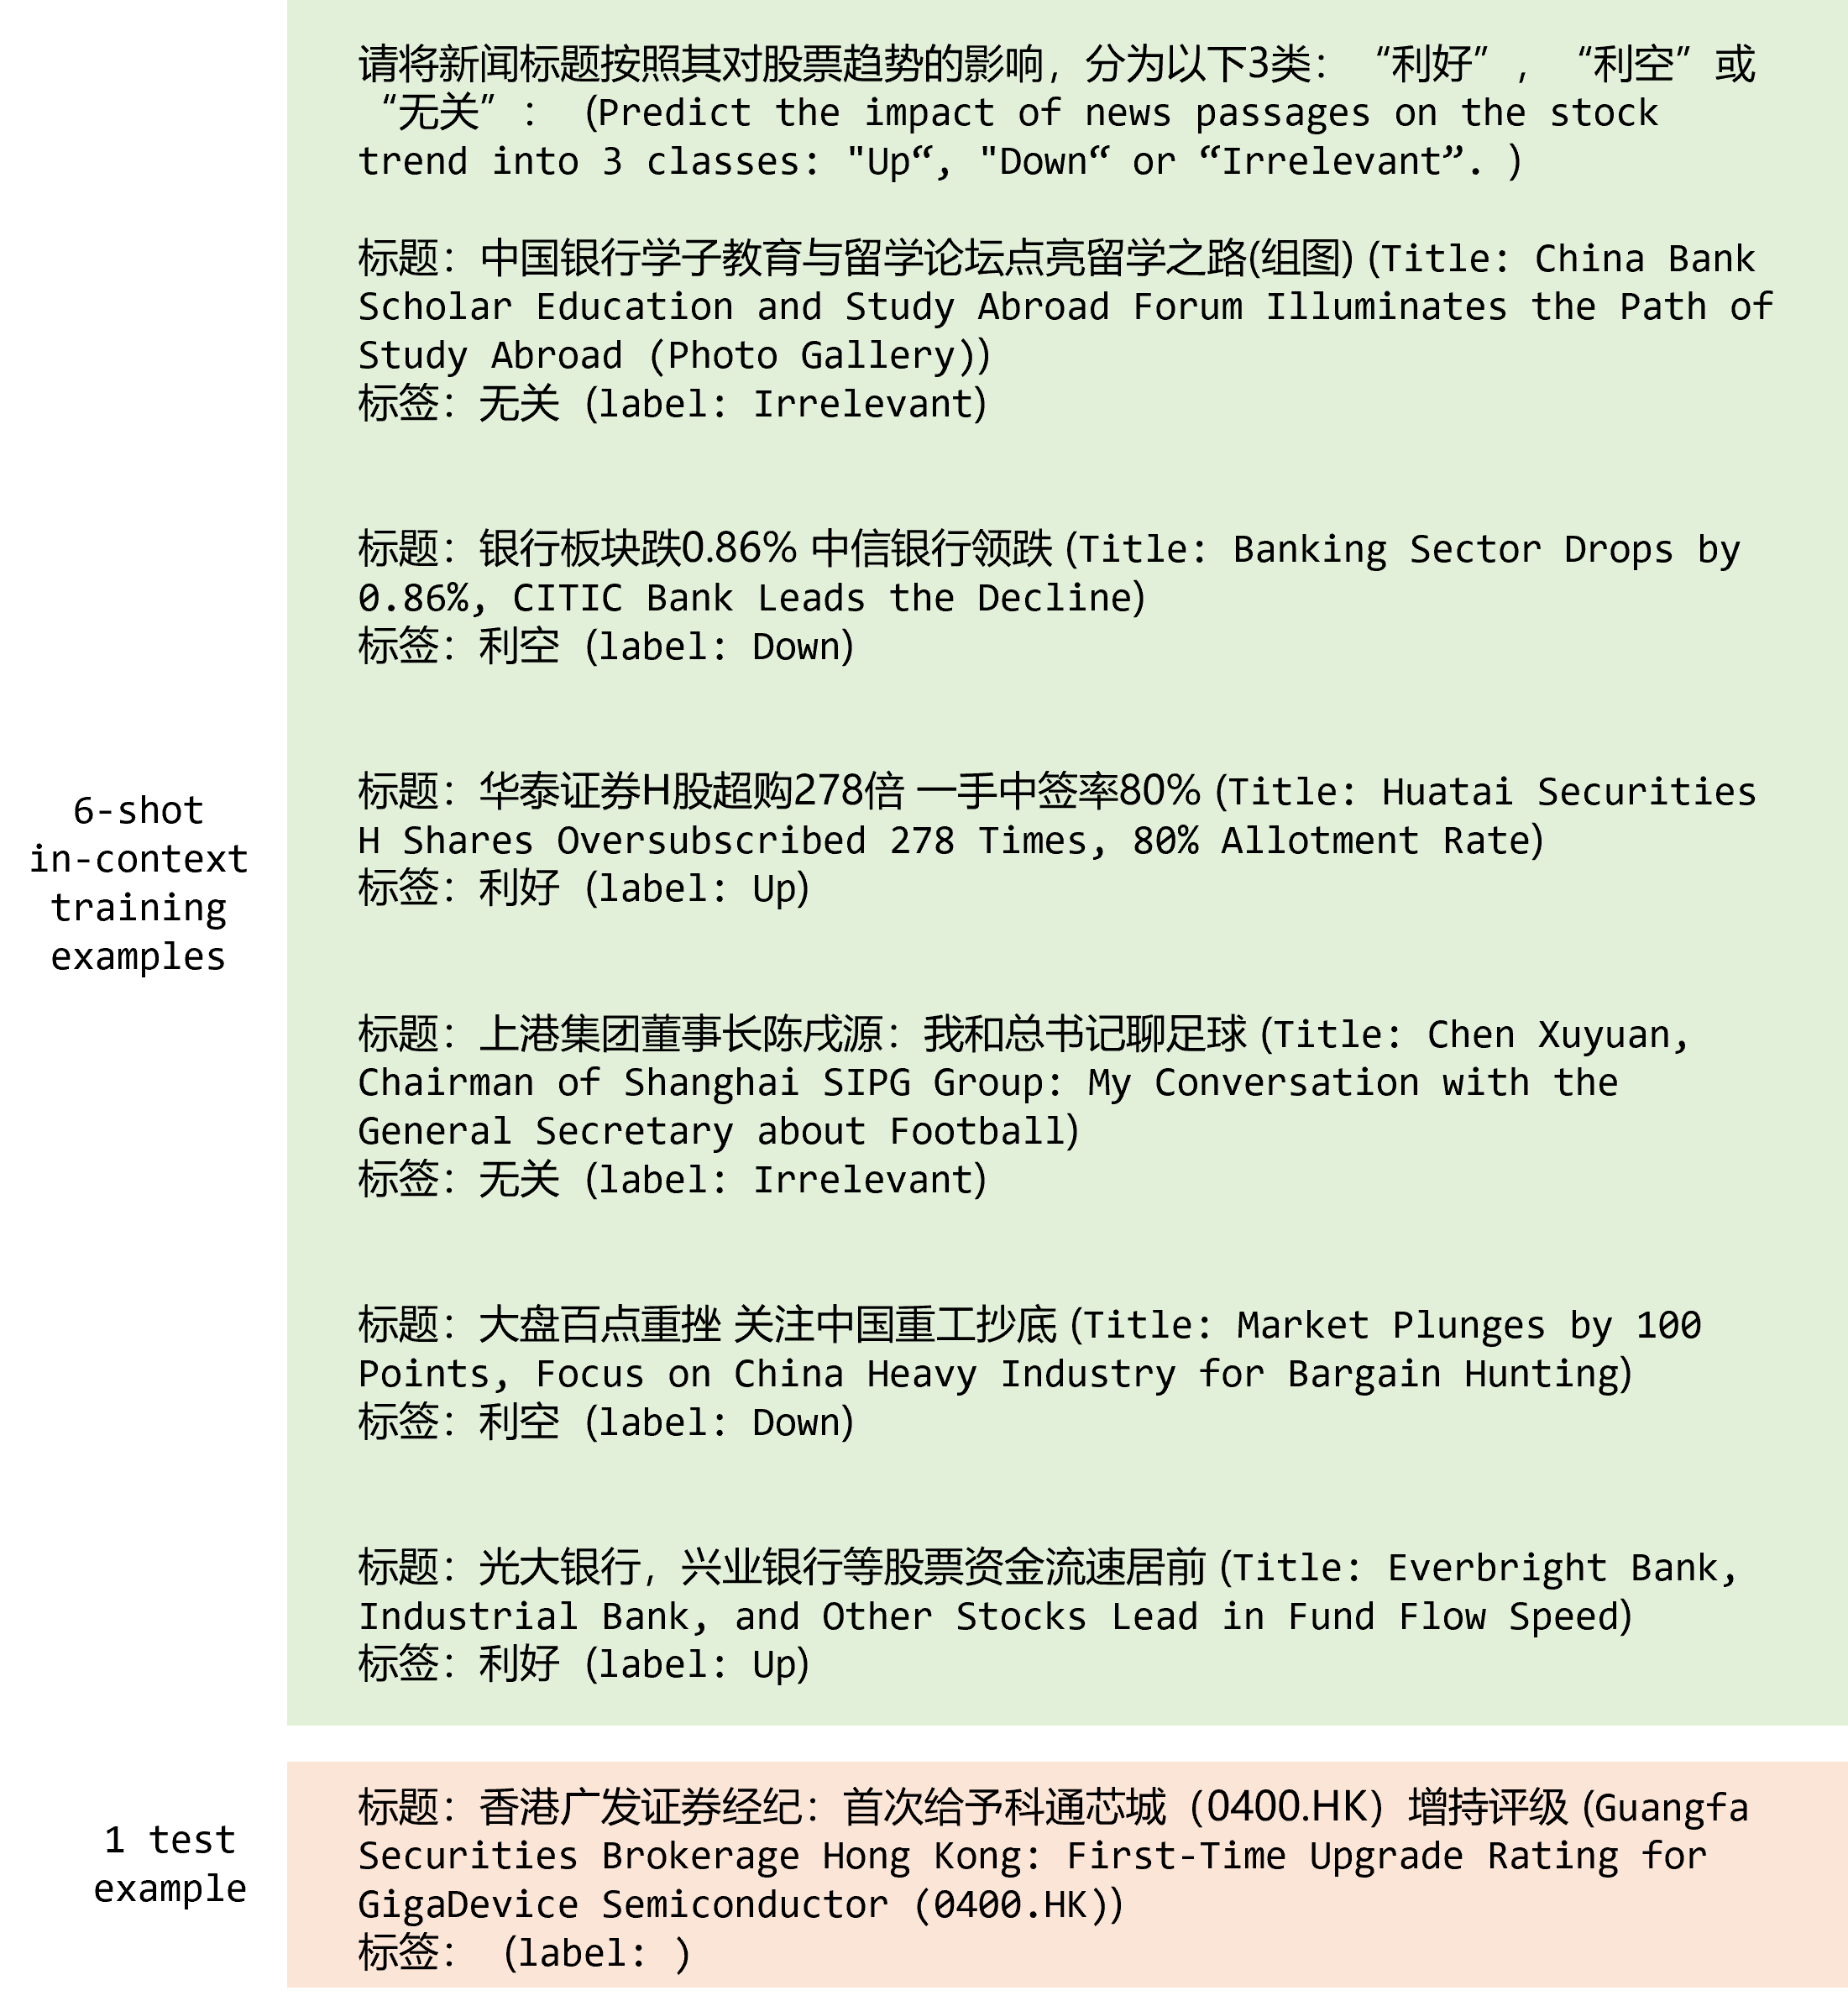 请将新闻标题按照其对股票趋势的影响，分为以下3类：“利好”，“利空”或
“无关”： (Predict the impact of news passages on the stock
trend into 3 classes: "Up“, "Down“ or “Irrelevant”. )
标题：中国银行学子教育与留学论坛点亮留学之路(组图) (Title: China Bank
Scholar Education and Study Abroad Forum Illuminates the Path of
Study Abroad (Photo Gallery))
标签：无关 (label: Irrelevant)
标题：银行板块跌0.86% 中信银行领跌 (Title: Banking Sector Drops by
0.86%, CITIC Bank Leads the Decline)
标签：利空 (label: Down)
标题：华泰证券H股超购278倍 一手中签率80% (Title: Huatai Securities
H Shares Oversubscribed 278 Times, 80% Allotment Rate)
标签：利好 (label: Up)
6-shot
in-context
training
examples
标题：上港集团董事长陈戌源：我和总书记聊足球 (Title: Chen Xuyuan,
Chairman of Shanghai SIPG Group: My Conversation with the
General Secretary about Football)
标签：无关 (label: Irrelevant)
标题：大盘百点重挫 关注中国重工抄底 (Title: Market Plunges by 100
Points, Focus on China Heavy Industry for Bargain Hunting)
标签：利空 (label: Down)
标题：光大银行，兴业银行等股票资金流速居前 (Title: Everbright Bank,
Industrial Bank, and Other Stocks Lead in Fund Flow Speed)
标签：利好 (label: Up)
1 test
example
标题：香港广发证券经纪：首次给予科通芯城（0400.HK）增持评级 (Guangfa
Securities Brokerage Hong Kong: First-Time Upgrade Rating for
GigaDevice Semiconductor (0400.HK))
标签： (label: )